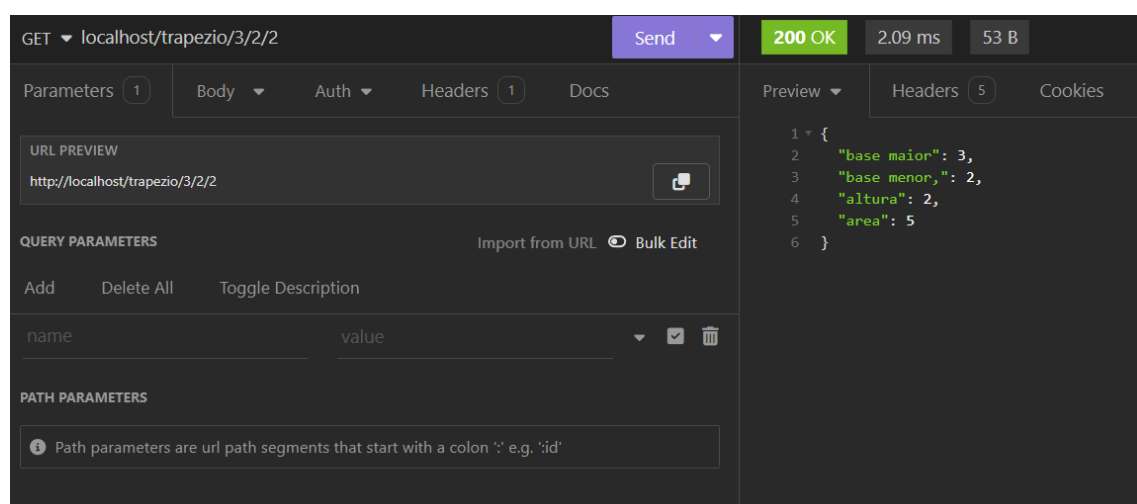 GET localhost/trapezio/3/2/2 Send 200 OK 2.09 ms 53 B
Parameters 1 Body Auth Headers 1 Docs Preview Headers 5 Cookies
URL PREVIEW
http://localhost/trapezio/3/2/2
QUERY PARAMETERS Import from URL Bulk Edit
Add Delete All Toggle Description
name value
PATH PARAMETERS
Path parameters are url path segments that start with a colon ':' e.g. ':id'
1 {
2 "base maior": 3,
3 "base menor,": 2,
4 "altura": 2,
5 "area": 5
6 }